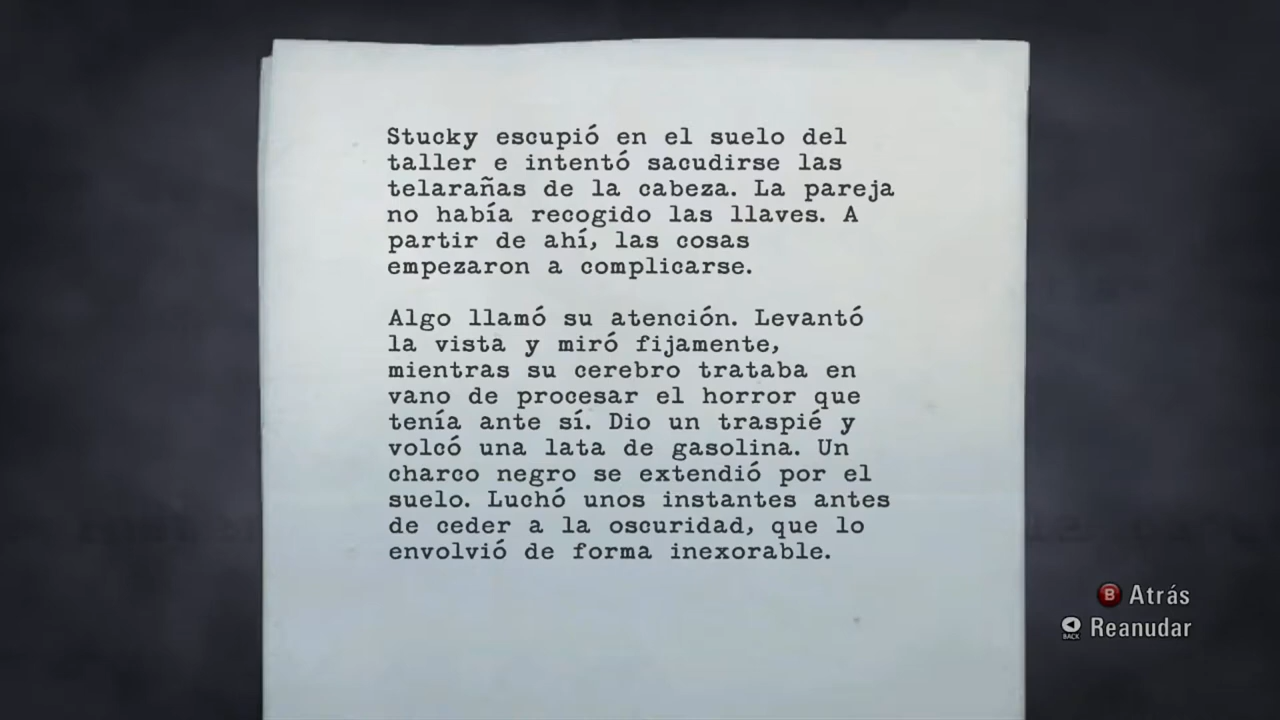 Stucky escupió en el suelo del
taller e intentó sacudirse las
telarañas de la cabeza. La pareja
no había recogido las llaves. A
partir de ahí, las cosas
empezaron a complicarse.
Algo llamó su atención. Levantó
la vista y miró fijamente,
mientras su cerebro trataba en
vano de procesar el horror que
tenía ante sí. Dio un traspié y
volcó una lata de gasolina. Un
charco negro se extendió por el
suelo. Luchó unos instantes antes
de ceder a la oscuridad, que lo
envolvió de forma inexorable.
B Atrás
BACK Reanudar